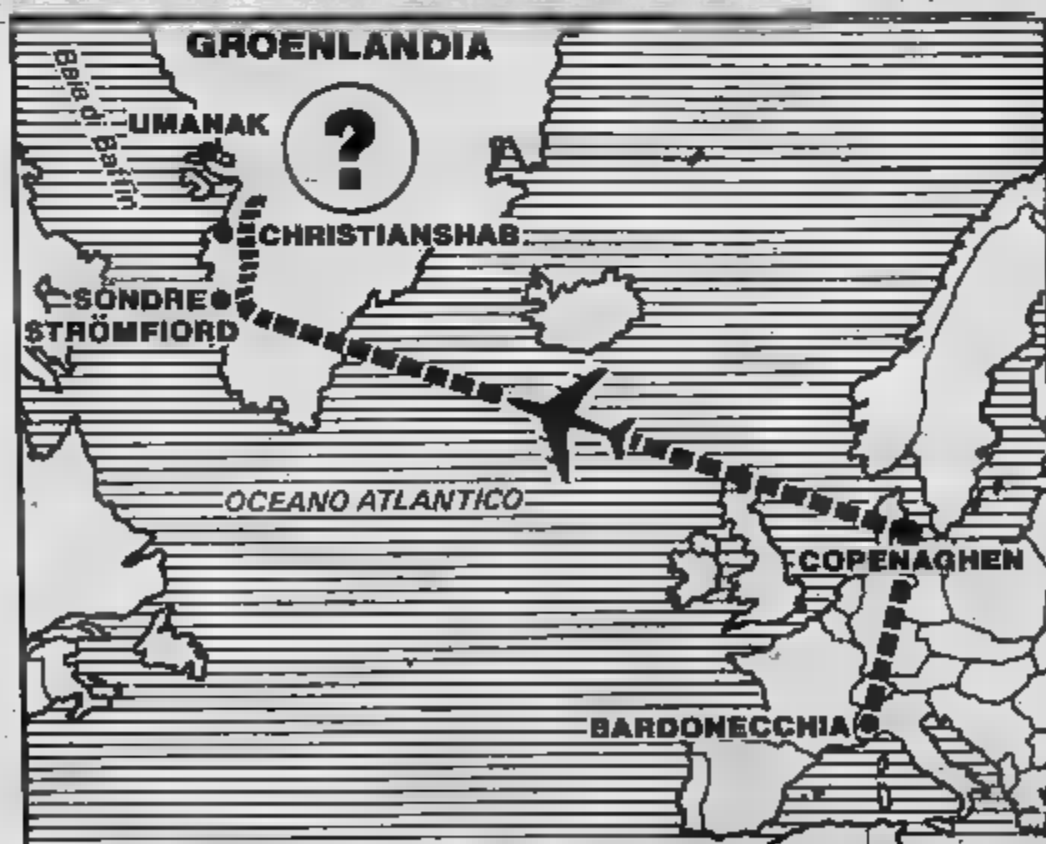 GROENLANDIA
Baia di Baffin
UMANAK
?
CHRISTIANSHAB
SÖNDRE
STRÖMFIORD
OCEANO ATLANTICO
COPENAGHEN
BARDONECCHIA